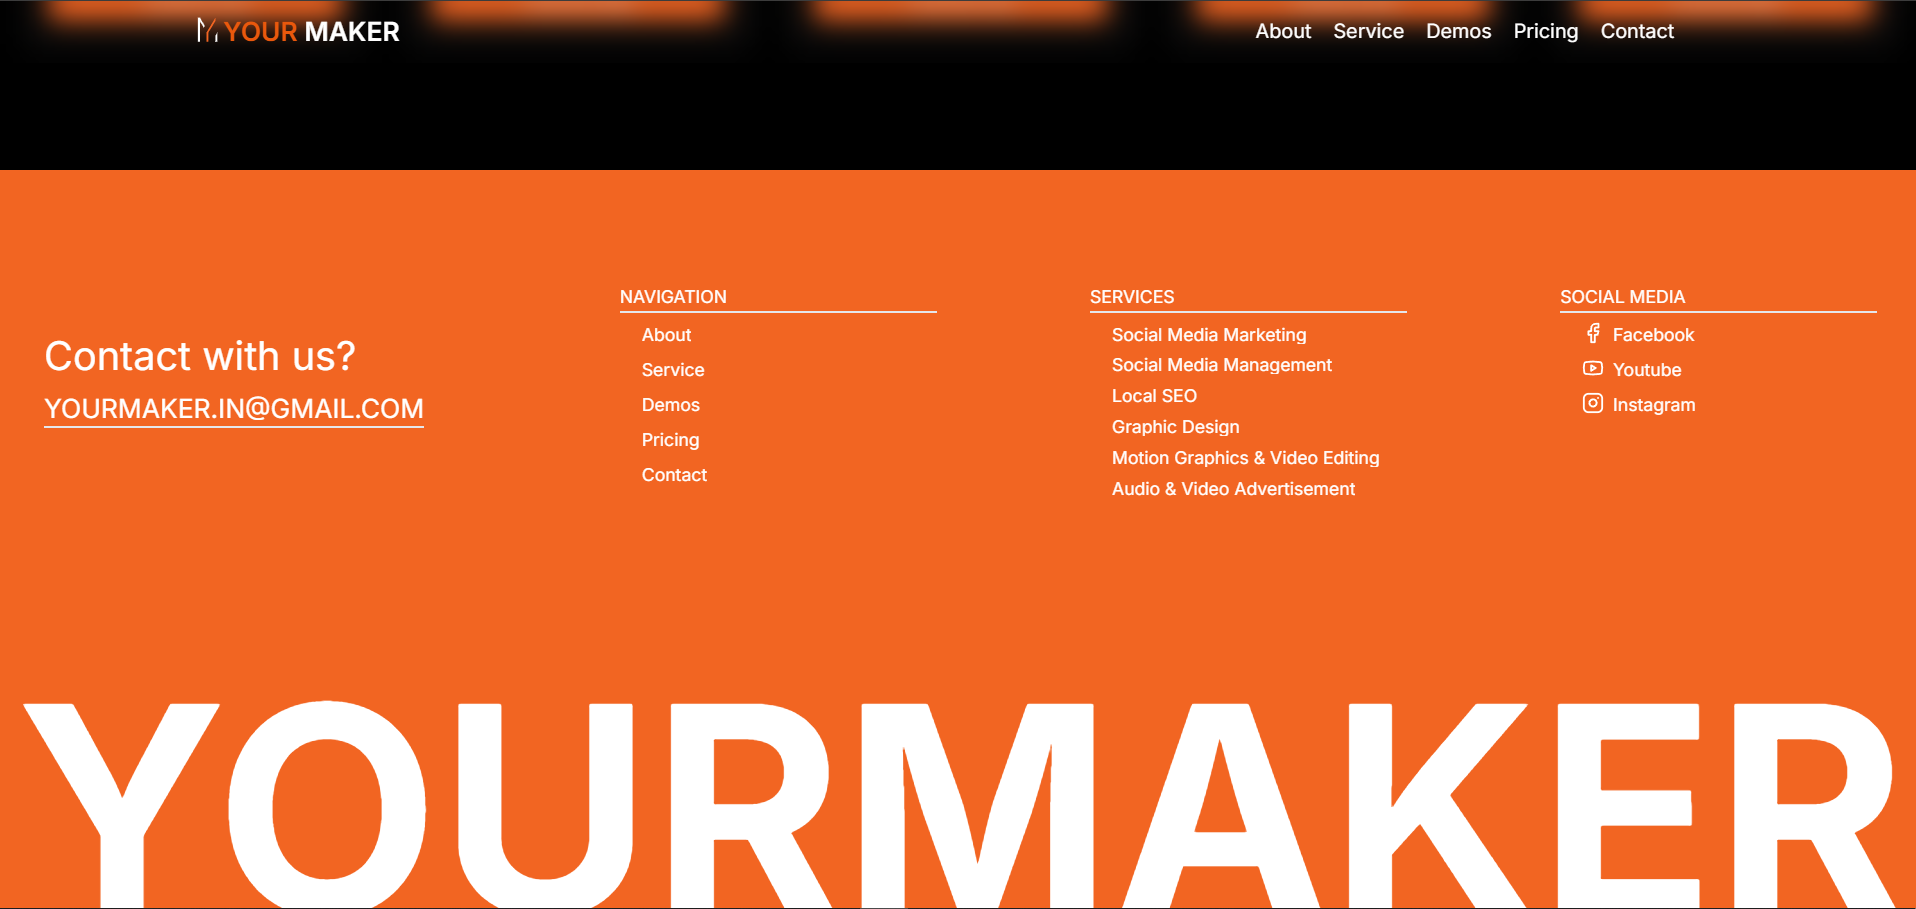 YOUR MAKER
About Service Demos Pricing Contact
Contact with us?
YOURMAKER.IN@GMAIL.COM
NAVIGATION
About
Service
Demos
Pricing
Contact
SERVICES
Social Media Marketing
Social Media Management
Local SEO
Graphic Design
Motion Graphics & Video Editing
Audio & Video Advertisement
SOCIAL MEDIA
Facebook
Youtube
Instagram
YOURMAKER